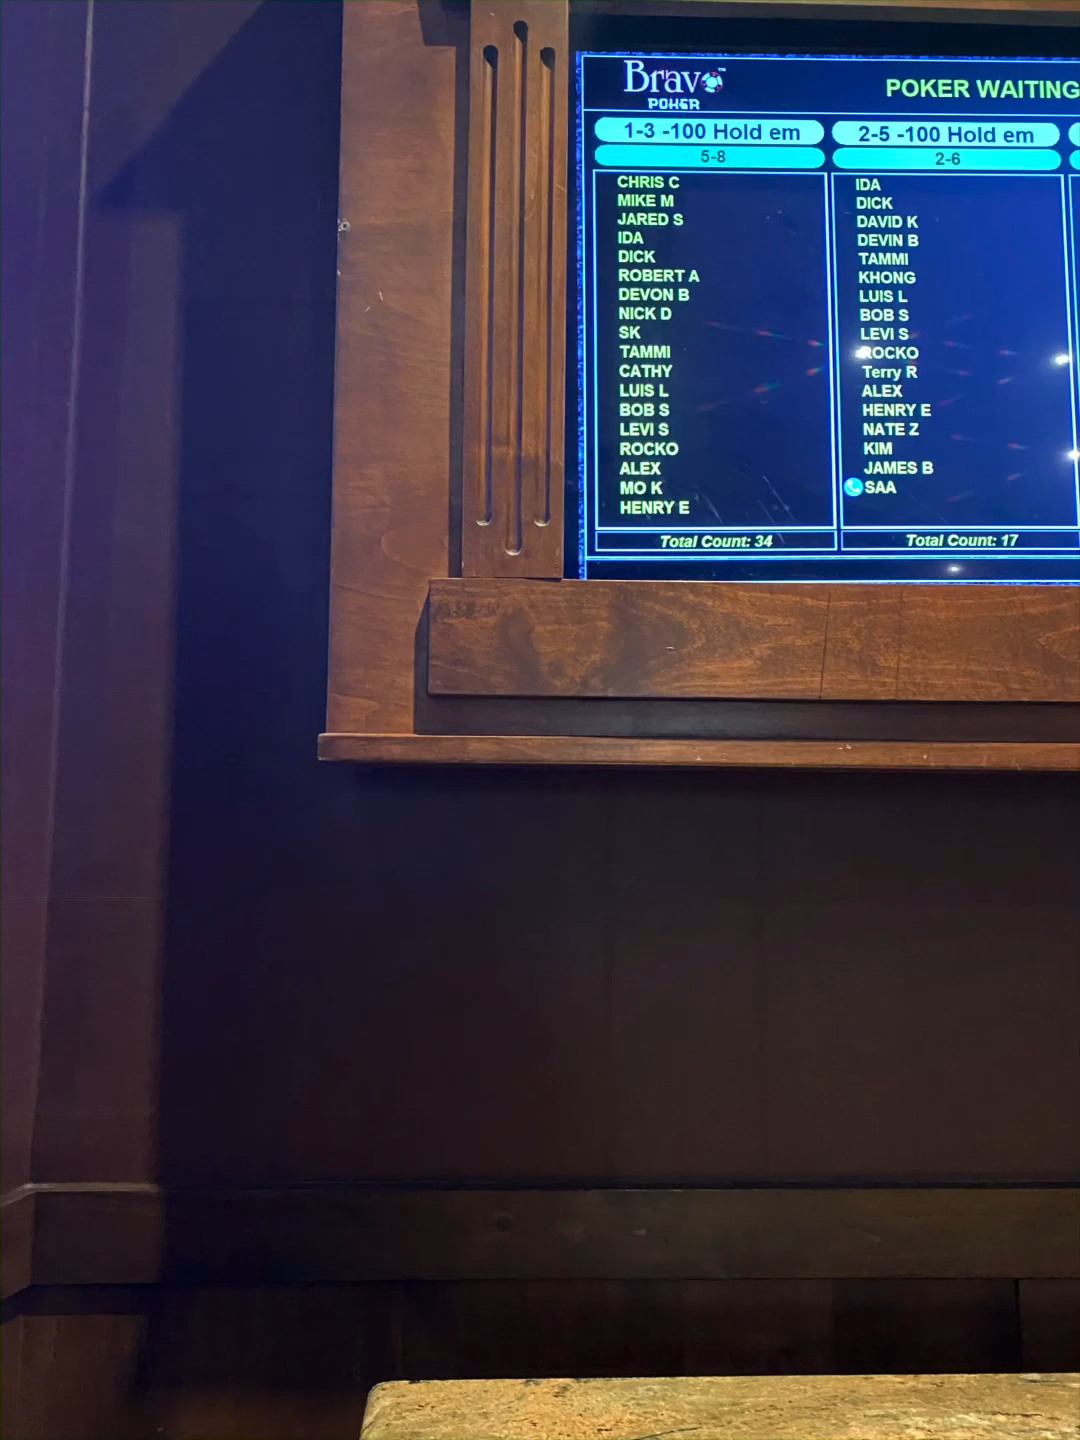 Bravo™
POKER
POKER WAITING
1-3 -100 Hold em
5-8
CHRIS C
MIKE M
JARED S
IDA
DICK
ROBERT A
DEVON B
NICK D
SK
TAMMI
CATHY
LUIS L
BOB S
LEVI S
ROCKO
ALEX
MO K
HENRY E
Total Count: 34
2-5 -100 Hold em
2-6
IDA
DICK
DAVID K
DEVIN B
TAMMI
KHONG
LUIS L
BOB S
LEVI S
ROCKO
Terry R
ALEX
HENRY E
NATE Z
KIM
JAMES B
SAA
Total Count: 17